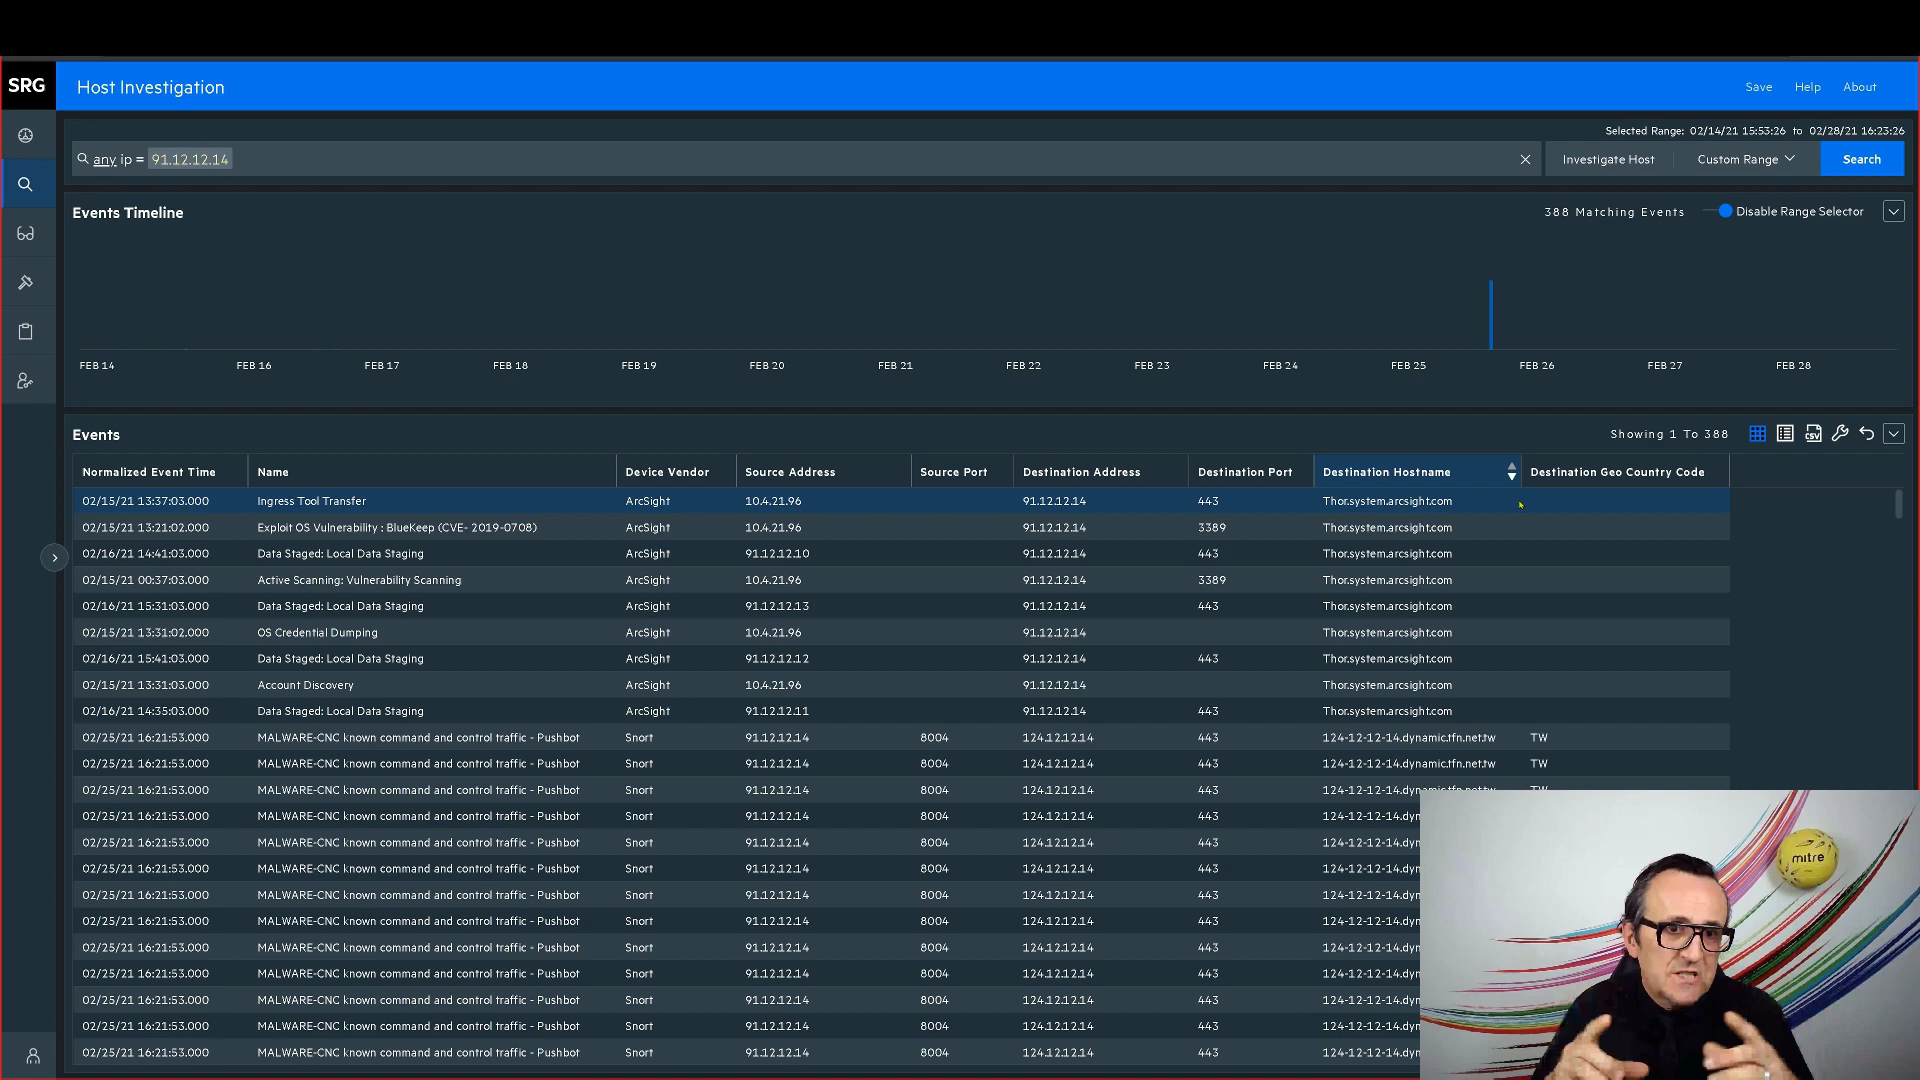 SRG Host Investigation Save Help About
Selected Range: 02/14/21 15:53:26 to 02/28/21 16:23:26
any ip = 91.12.12.14 Investigate Host Custom Range Search
Events Timeline 388 Matching Events Disable Range Selector
FEB 14 FEB 16 FEB 17 FEB 18 FEB 19 FEB 20 FEB 21 FEB 22 FEB 23 FEB 24 FEB 25 FEB 26 FEB 27 FEB 28
Events Showing 1 To 388 CSV
Normalized Event Time Name Device Vendor Source Address Source Port Destination Address Destination Port Destination Hostname Destination Geo Country Code
02/15/21 13:37:03.000 Ingress Tool Transfer ArcSight 10.4.21.96 91.12.12.14 443 Thor.system.arcsight.com
02/15/21 13:21:02.000 Exploit OS Vulnerability : BlueKeep (CVE- 2019-0708) ArcSight 10.4.21.96 91.12.12.14 3389 Thor.system.arcsight.com
02/16/21 14:41:03.000 Data Staged: Local Data Staging ArcSight 91.12.12.10 91.12.12.14 443 Thor.system.arcsight.com
02/15/21 00:37:03.000 Active Scanning: Vulnerability Scanning ArcSight 10.4.21.96 91.12.12.14 3389 Thor.system.arcsight.com
02/16/21 15:31:03.000 Data Staged: Local Data Staging ArcSight 91.12.12.13 91.12.12.14 443 Thor.system.arcsight.com
02/15/21 13:31:02.000 OS Credential Dumping ArcSight 10.4.21.96 91.12.12.14 Thor.system.arcsight.com
02/16/21 15:41:03.000 Data Staged: Local Data Staging ArcSight 91.12.12.12 91.12.12.14 443 Thor.system.arcsight.com
02/15/21 13:31:03.000 Account Discovery ArcSight 10.4.21.96 91.12.12.14 Thor.system.arcsight.com
02/16/21 14:35:03.000 Data Staged: Local Data Staging ArcSight 91.12.12.11 91.12.12.14 443 Thor.system.arcsight.com
02/25/21 16:21:53.000 MALWARE-CNC known command and control traffic - Pushbot Snort 91.12.12.14 8004 124.12.12.14 443 124-12-12-14.dynamic.tfn.net.tw TW
02/25/21 16:21:53.000 MALWARE-CNC known command and control traffic - Pushbot Snort 91.12.12.14 8004 124.12.12.14 443 124-12-12-14.dynamic.tfn.net.tw TW
02/25/21 16:21:53.000 MALWARE-CNC known command and control traffic - Pushbot Snort 91.12.12.14 8004 124.12.12.14 443 124-12-12-14.dynamic.tfn.net.tw TW
02/25/21 16:21:53.000 MALWARE-CNC known command and control traffic - Pushbot Snort 91.12.12.14 8004 124.12.12.14 443 124-12-12-14.dyn
02/25/21 16:21:53.000 MALWARE-CNC known command and control traffic - Pushbot Snort 91.12.12.14 8004 124.12.12.14 443 124-12-12-14.dyn
02/25/21 16:21:53.000 MALWARE-CNC known command and control traffic - Pushbot Snort 91.12.12.14 8004 124.12.12.14 443 124-12-12-14.dyn
02/25/21 16:21:53.000 MALWARE-CNC known command and control traffic - Pushbot Snort 91.12.12.14 8004 124.12.12.14 443 124-12-12-14.dyn
02/25/21 16:21:53.000 MALWARE-CNC known command and control traffic - Pushbot Snort 91.12.12.14 8004 124.12.12.14 443 124-12-12-14.dyn
02/25/21 16:21:53.000 MALWARE-CNC known command and control traffic - Pushbot Snort 91.12.12.14 8004 124.12.12.14 443 124-12-12-14.dyn
02/25/21 16:21:53.000 MALWARE-CNC known command and control traffic - Pushbot Snort 91.12.12.14 8004 124.12.12.14 443 124-12-12-14.dyn
02/25/21 16:21:53.000 MALWARE-CNC known command and control traffic - Pushbot Snort 91.12.12.14 8004 124.12.12.14 443 124-12-12-14.dyn
02/25/21 16:21:53.000 MALWARE-CNC known command and control traffic - Pushbot Snort 91.12.12.14 8004 124.12.12.14 443 124-12-12-14.dyn
02/25/21 16:21:53.000 MALWARE-CNC known command and control traffic - Pushbot Snort 91.12.12.14 8004 124.12.12.14 443 124-12-12-14.dyn
mitre